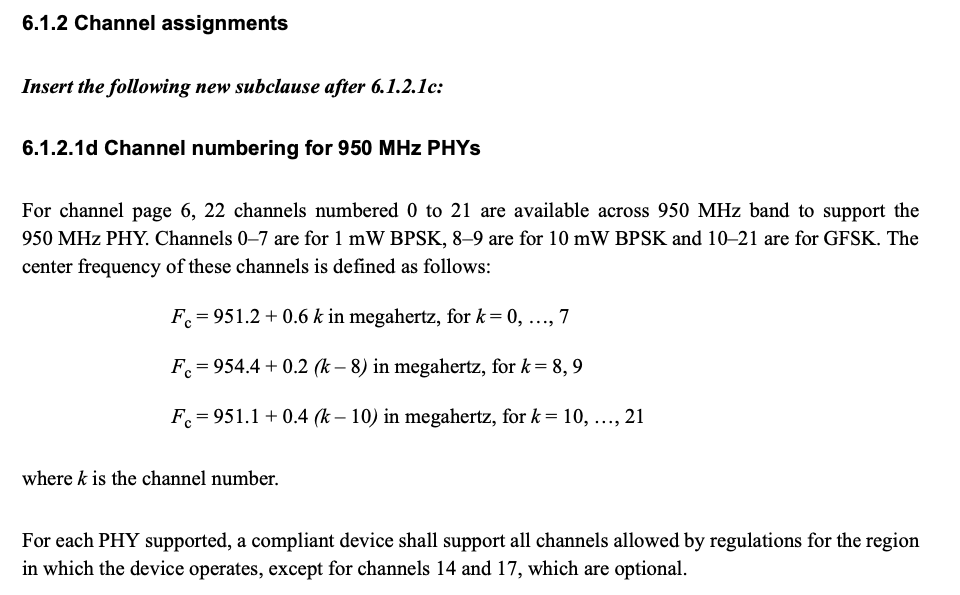 6.1.2 Channel assignments
Insert the following new subclause after 6.1.2.1c:
6.1.2.1d Channel numbering for 950 MHz PHYs
For channel page 6, 22 channels numbered 0 to 21 are available across 950 MHz band to support the
950 MHz PHY. Channels 0–7 are for 1 mW BPSK, 8–9 are for 10 mW BPSK and 10–21 are for GFSK. The
center frequency of these channels is defined as follows:
Fc = 951.2 + 0.6 k in megahertz, for k = 0, …, 7
Fc = 954.4 + 0.2 (k – 8) in megahertz, for k = 8, 9
Fc = 951.1 + 0.4 (k – 10) in megahertz, for k = 10, …, 21
where k is the channel number.
For each PHY supported, a compliant device shall support all channels allowed by regulations for the region
in which the device operates, except for channels 14 and 17, which are optional.